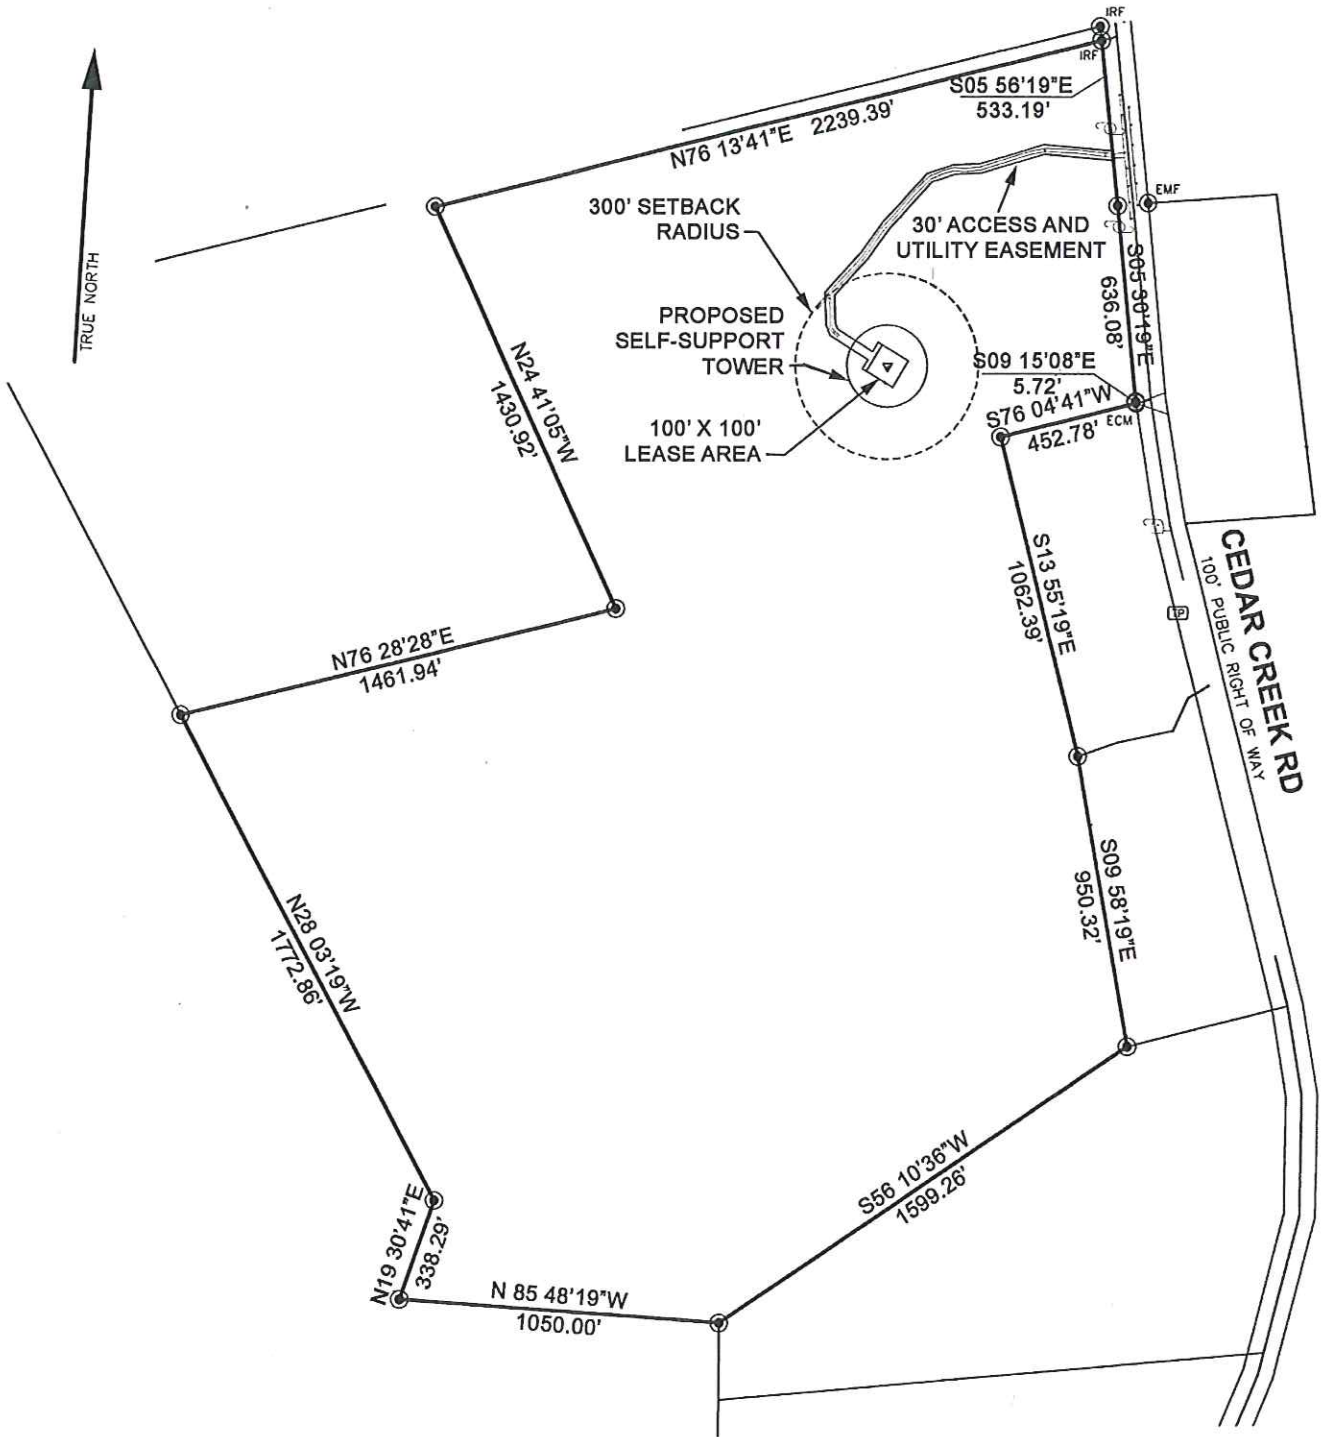 IRF
IRF
S05 56'19"E
533.19'
N76 13'41"E 2239.39'
TRUE NORTH
300' SETBACK
RADIUS
30' ACCESS AND
UTILITY EASEMENT
EMF
S05 30'19"E
636.08'
PROPOSED
SELF-SUPPORT
TOWER
S09 15'08"E
5.72'
S76 04'41"W
452.78'
ECM
100' X 100'
LEASE AREA
N24 41'05"W
1430.92'
S13 55'19"E
1062.39'
CEDAR CREEK RD
100' PUBLIC RIGHT OF WAY
TP
N76 28'28"E
1461.94'
S09 58'19"E
950.32'
N28 03'19"W
1772.86'
S56 10'36"W
1599.26'
N19 30'41"E
338.29'
N 85 48'19"W
1050.00'